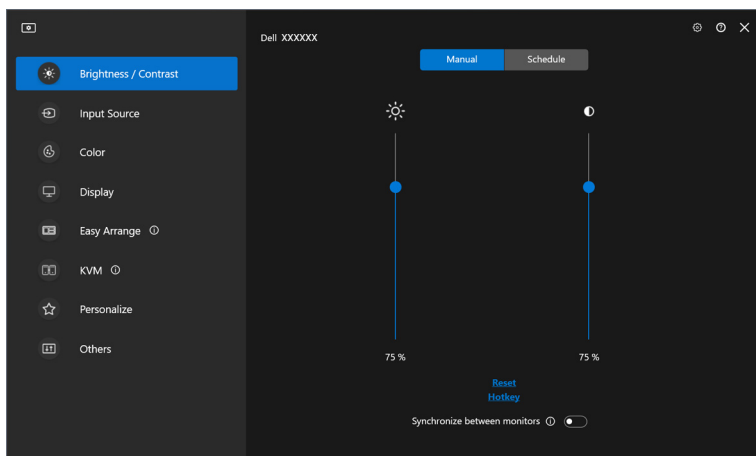 Dell XXXXXX
Brightness / Contrast
Input Source
Color
Display
Easy Arrange
KVM
Personalize
Others
Manual
Schedule
75 %
75 %
Reset
Hotkey
Synchronize between monitors